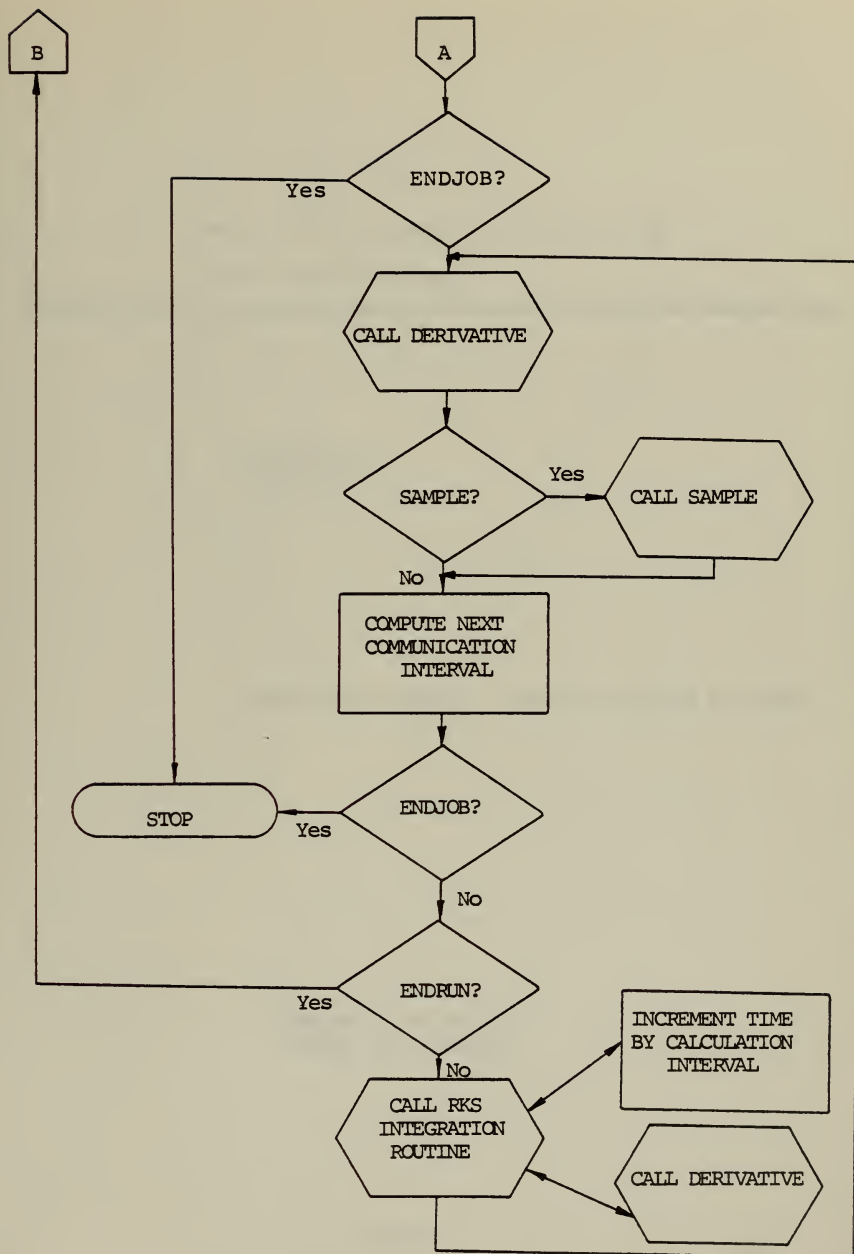 B
A
ENDJOB?
Yes
CALL DERIVATIVE
SAMPLE?
Yes
CALL SAMPLE
No
COMPUTE NEXT
COMMUNICATION
INTERVAL
ENDJOB?
Yes
STOP
No
ENDRUN?
Yes
No
INCREMENT TIME
BY CALCULATION
INTERVAL
CALL RKS
INTEGRATION
ROUTINE
CALL DERIVATIVE